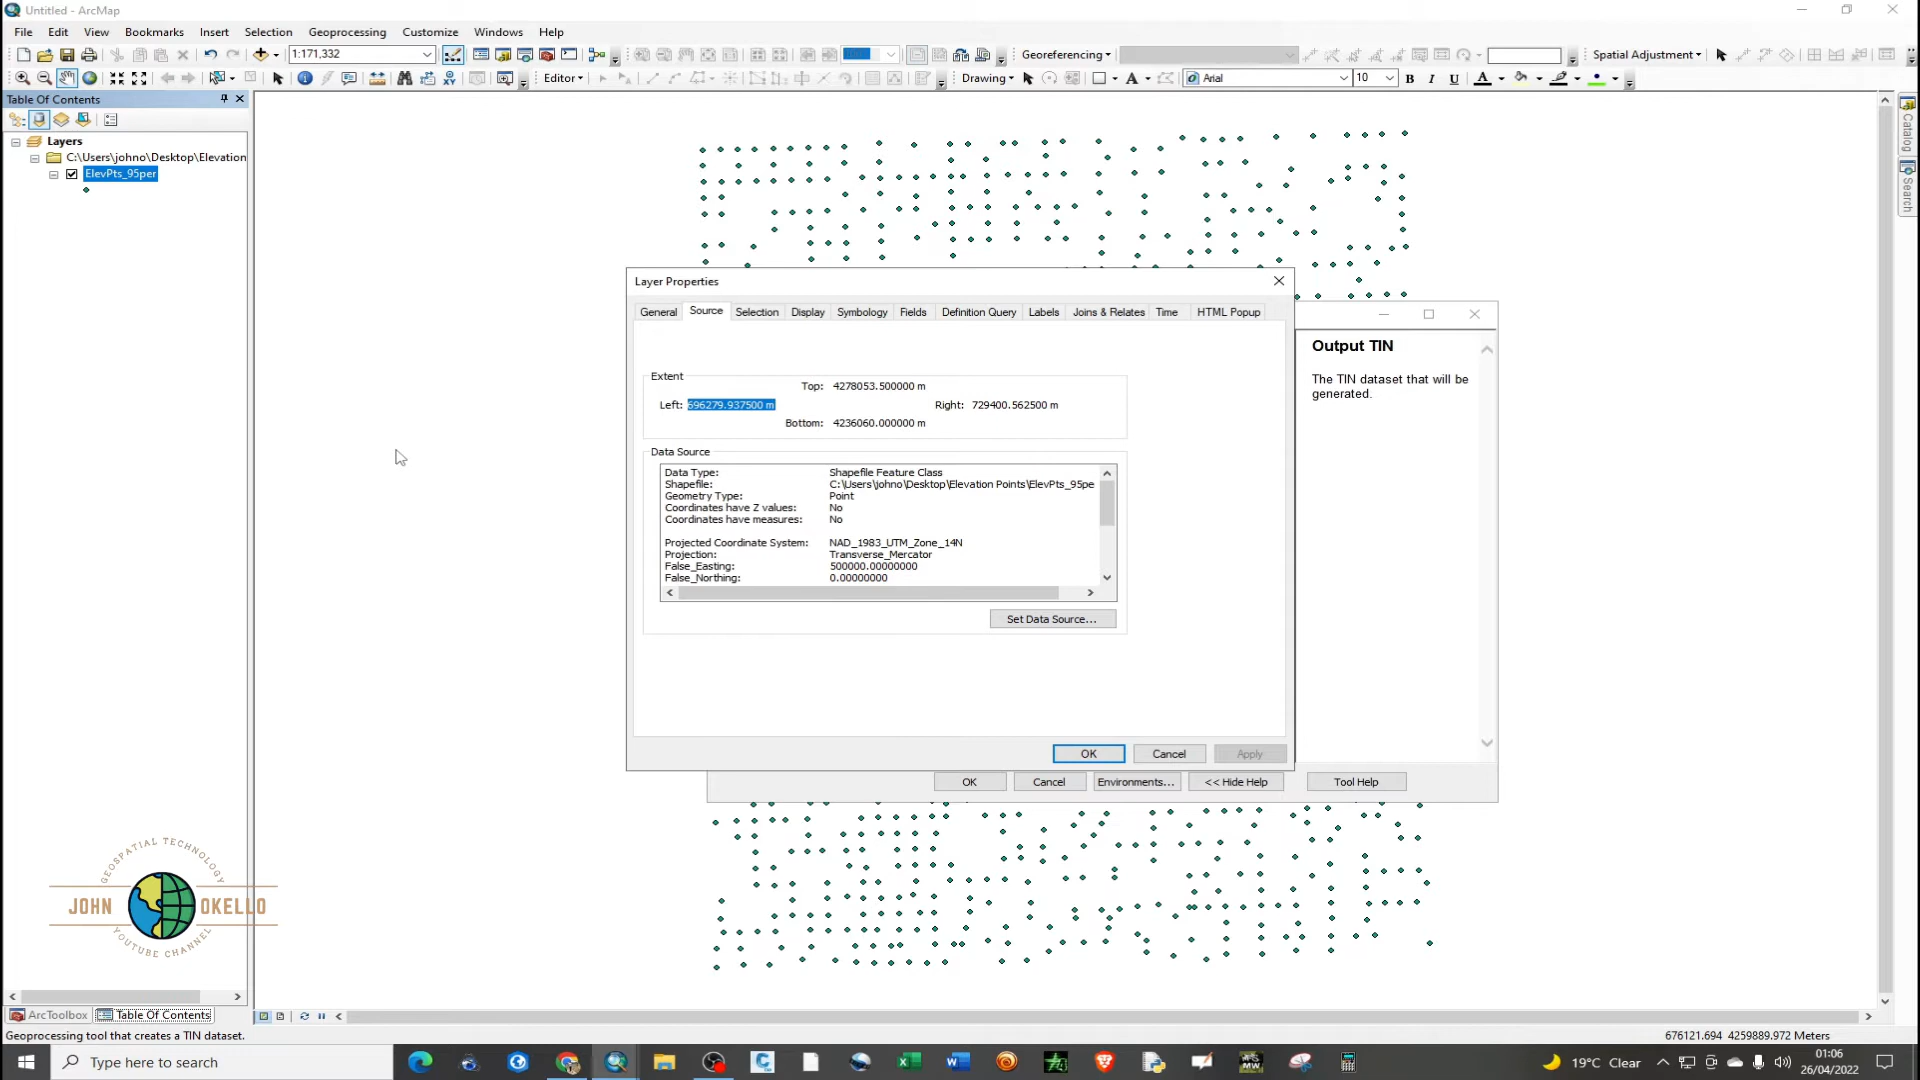 Untitled - ArcMap
File Edit View Bookmarks Insert Selection Geoprocessing Customize Windows Help
1:171,332 Georeferencing Spatial Adjustment
Editor Drawing A Arial 10 B I U A
Table Of Contents
Layers
C:\Users\johno\Desktop\Elevation
ElevPts_95per
Catalog
Search
Layer Properties
General Source Selection Display Symbology Fields Definition Query Labels Joins & Relates Time HTML Popup
Extent
Top: 4278053.500000 m
Left: 696279.937500 m Right: 729400.562500 m
Bottom: 4236060.000000 m
Data Source
Data Type: Shapefile Feature Class
Shapefile: C:\Users\johno\Desktop\Elevation Points\ElevPts_95pe
Geometry Type: Point
Coordinates have Z values: No
Coordinates have measures: No
Projected Coordinate System: NAD_1983_UTM_Zone_14N
Projection: Transverse_Mercator
False_Easting: 500000.00000000
False_Northing: 0.00000000
Set Data Source...
OK Cancel Apply
Output TIN
The TIN dataset that will be
generated.
OK Cancel Environments... << Hide Help Tool Help
GEOSPATIAL TECHNOLOGY
JOHN OKELLO
YOUTUBE CHANNEL
ArcToolbox Table Of Contents
Geoprocessing tool that creates a TIN dataset.
676121.694 4259889.972 Meters
Type here to search
19°C Clear
01:06
26/04/2022